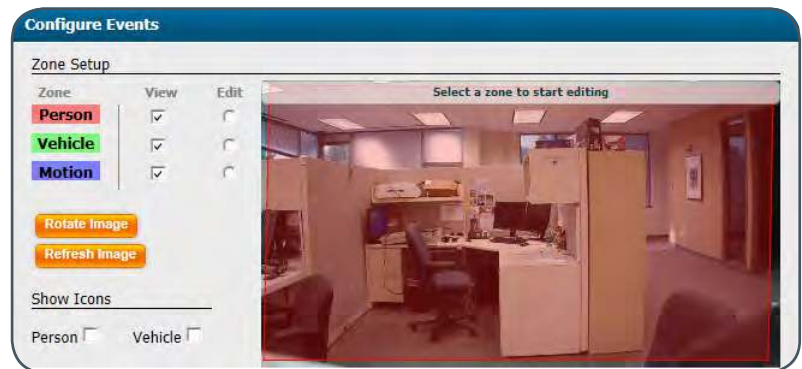 Configure Events
Zone Setup
Zone View Edit
Select a zone to start editing
Person
Vehicle
Motion
Rotate Image
Refresh Image
Show Icons
Person Vehicle